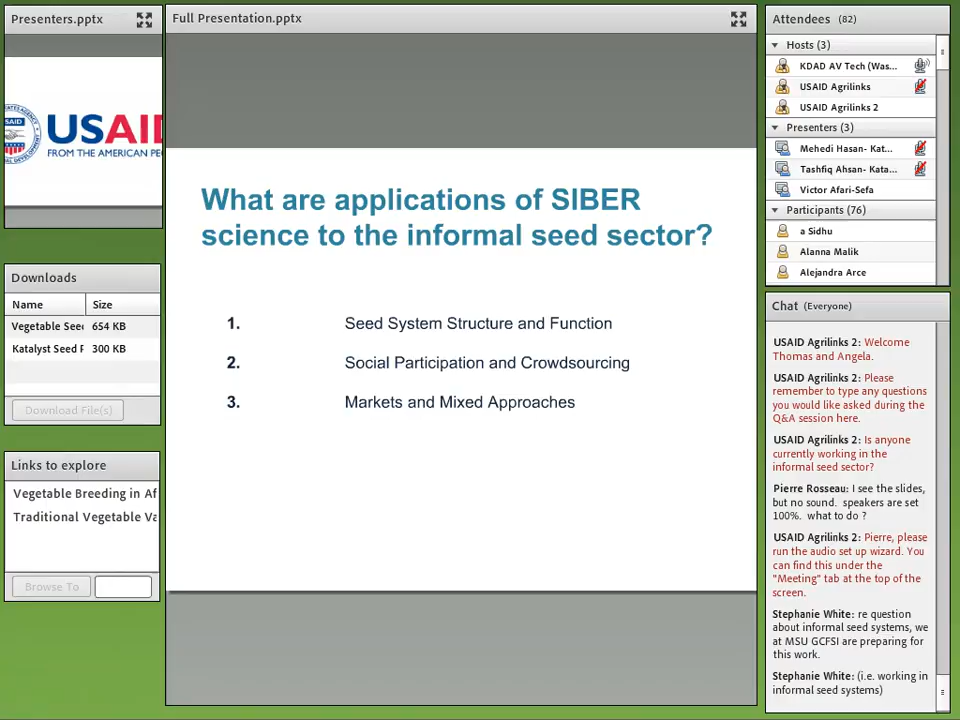 Presenters.pptx
USAID
USAID
FROM THE AMERICAN PE
Downloads
Name Size
Vegetable Seed 654 KB
Katalyst Seed F 300 KB
Download File(s)
Links to explore
Vegetable Breeding in Af
Traditional Vegetable Va
Browse To
Full Presentation.pptx
What are applications of SIBER
science to the informal seed sector?
1. Seed System Structure and Function
2. Social Participation and Crowdsourcing
3. Markets and Mixed Approaches
Attendees (82)
Hosts (3)
KDAD AV Tech (Was...
USAID Agrilinks
USAID Agrilinks 2
Presenters (3)
Mehedi Hasan- Kat...
Tashfiq Ahsan- Kata...
Victor Afari-Sefa
Participants (76)
a Sidhu
Alanna Malik
Alejandra Arce
Chat (Everyone)
USAID Agrilinks 2: Welcome
Thomas and Angela.
USAID Agrilinks 2: Please
remember to type any questions
you would like asked during the
Q&A session here.
USAID Agrilinks 2: Is anyone
currently working in the
informal seed sector?
Pierre Rosseau: I see the slides,
but no sound. speakers are set
100%. what to do ?
USAID Agrilinks 2: Pierre, please
run the audio set up wizard. You
can find this under the
"Meeting" tab at the top of the
screen.
Stephanie White: re question
about informal seed systems, we
at MSU GCFSI are preparing for
this work.
Stephanie White: (i.e. working in
informal seed systems)